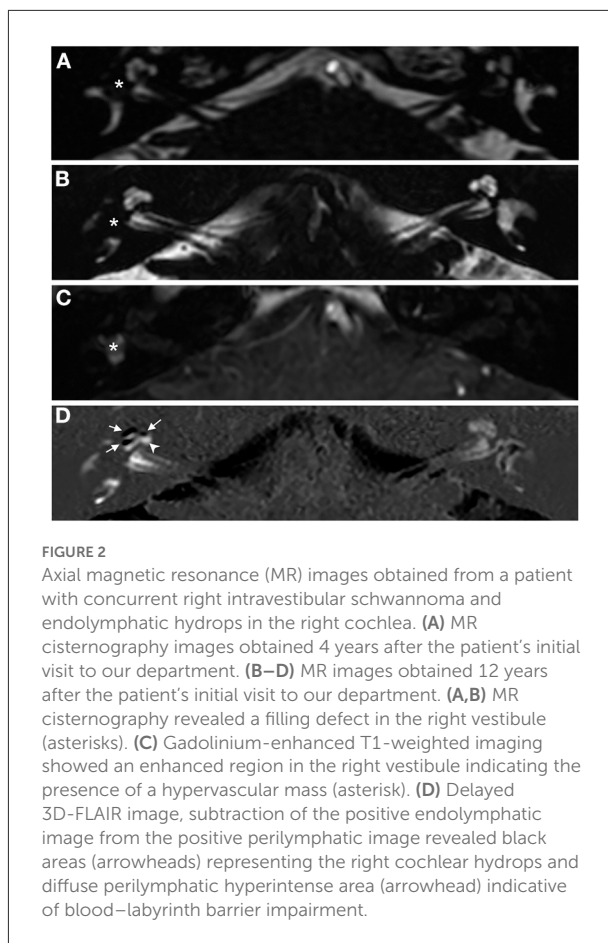 A
*
B
*
C
*
D
FIGURE 2
Axial magnetic resonance (MR) images obtained from a patient
with concurrent right intravestibular schwannoma and
endolymphatic hydrops in the right cochlea. (A) MR
cisternography images obtained 4 years after the patient's initial
visit to our department. (B–D) MR images obtained 12 years
after the patient's initial visit to our department. (A,B) MR
cisternography revealed a filling defect in the right vestibule
(asterisks). (C) Gadolinium-enhanced T1-weighted imaging
showed an enhanced region in the right vestibule indicating the
presence of a hypervascular mass (asterisk). (D) Delayed
3D-FLAIR image, subtraction of the positive endolymphatic
image from the positive perilymphatic image revealed black
areas (arrowheads) representing the right cochlear hydrops and
diffuse perilymphatic hyperintense area (arrowhead) indicative
of blood–labyrinth barrier impairment.